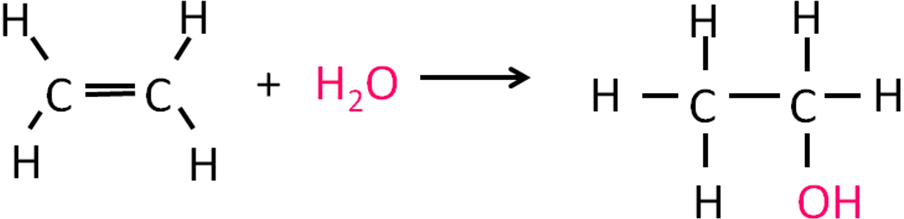 H H H H
C = C + H₂O → H — C — C — H
H H H OH